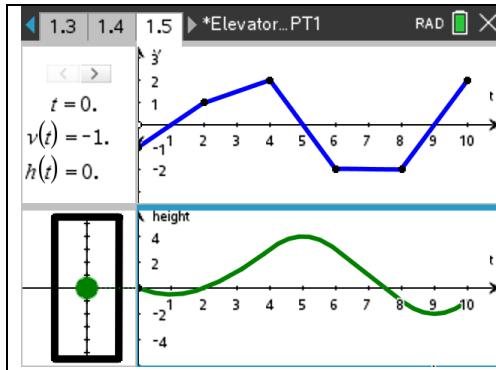 1.3 1.4 1.5 *Elevator...PT1 RAD
t=0.
v(t)=-1.
h(t)=0.
v
3
2
1
-1
-2
1 2 3 4 5 6 7 8 9 10
t
height
4
2
-2
-4
1 2 3 4 5 6 7 8 9 10
t